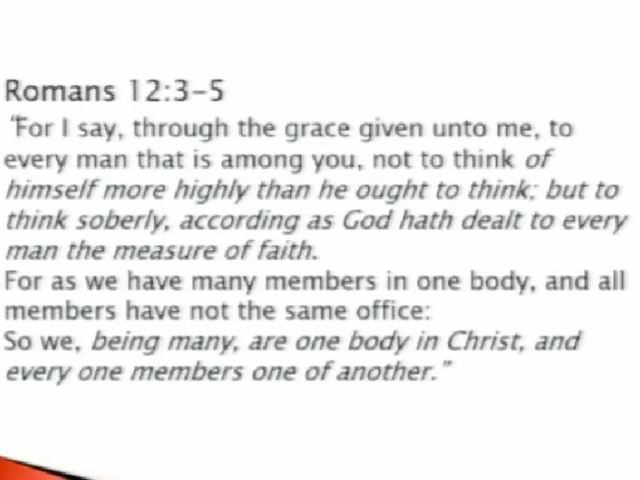 Romans 12:3-5
"For I say, through the grace given unto me, to
every man that is among you, not to think of
himself more highly than he ought to think; but to
think soberly, according as God hath dealt to every
man the measure of faith.
For as we have many members in one body, and all
members have not the same office:
So we, being many, are one body in Christ, and
every one members one of another."